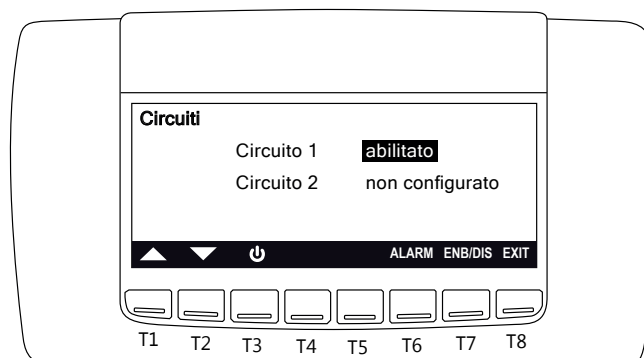 Circuiti
Circuito 1 abilitato
Circuito 2 non configurato
ALARM ENB/DIS EXIT
T1 T2 T3 T4 T5 T6 T7 T8